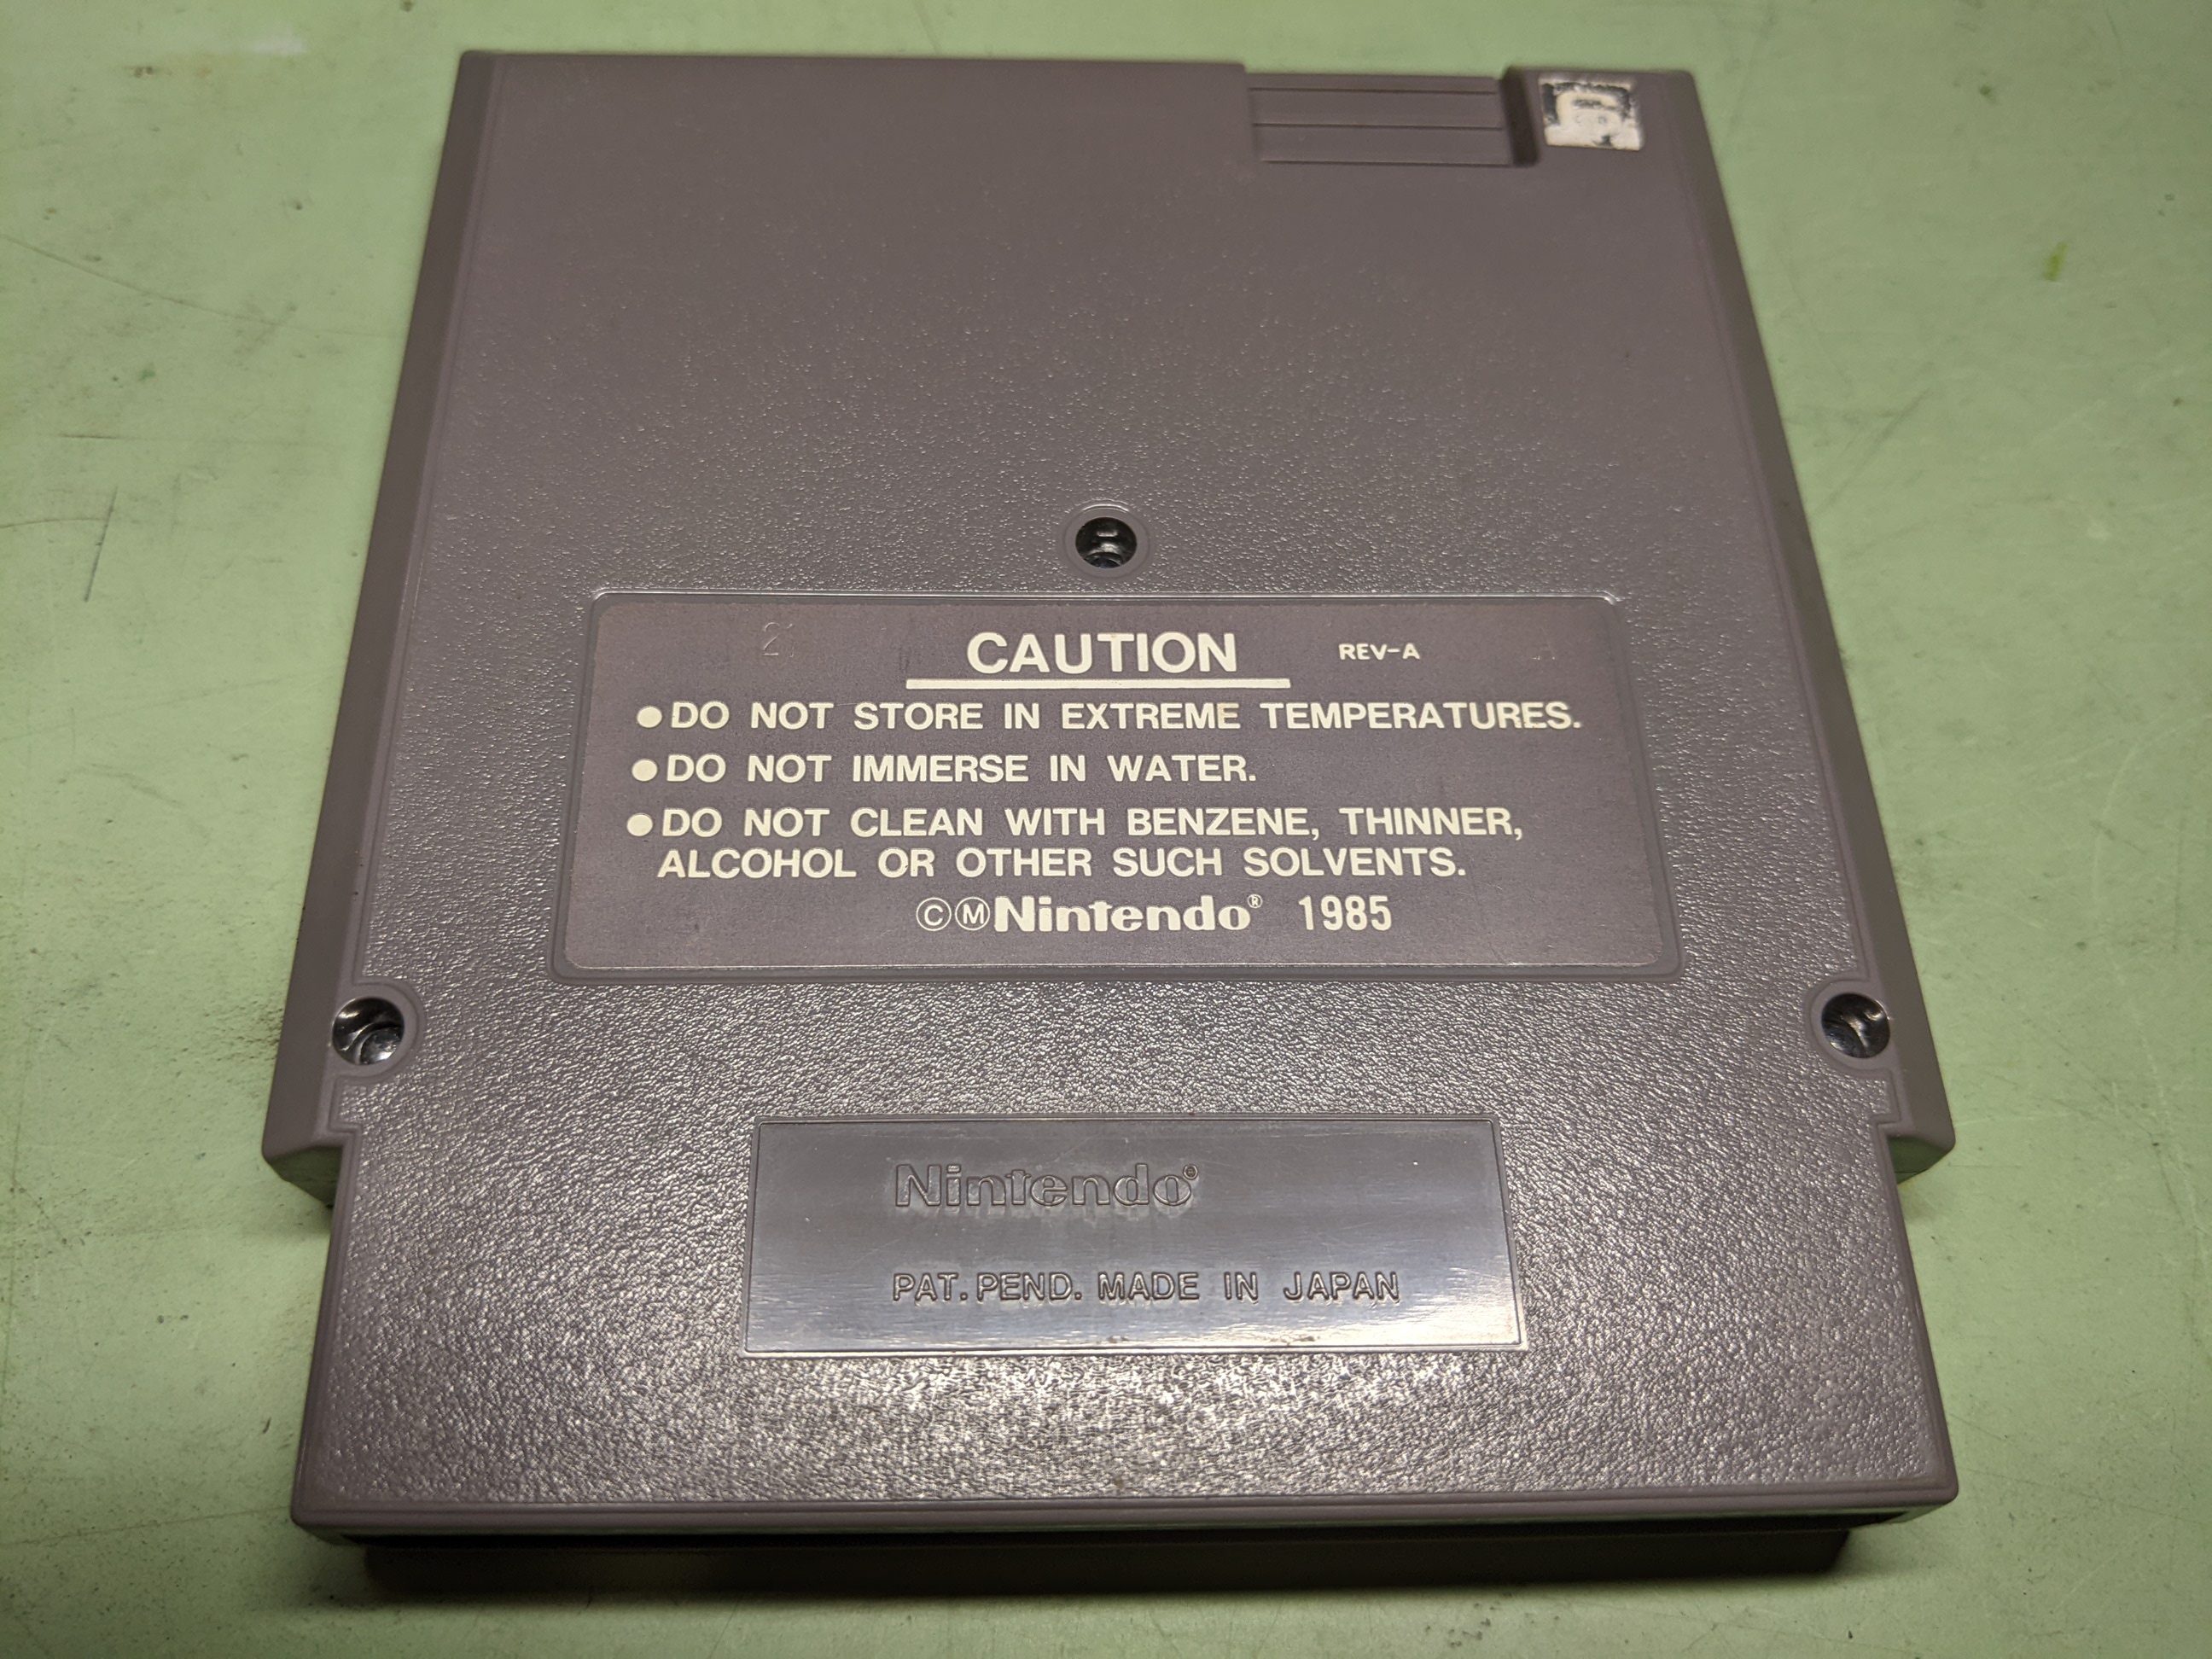 21
CAUTION REV-A
●DO NOT STORE IN EXTREME TEMPERATURES.
●DO NOT IMMERSE IN WATER.
●DO NOT CLEAN WITH BENZENE, THINNER,
ALCOHOL OR OTHER SUCH SOLVENTS.
©ⓂNintendo® 1985
Nintendo®
PAT. PEND. MADE IN JAPAN